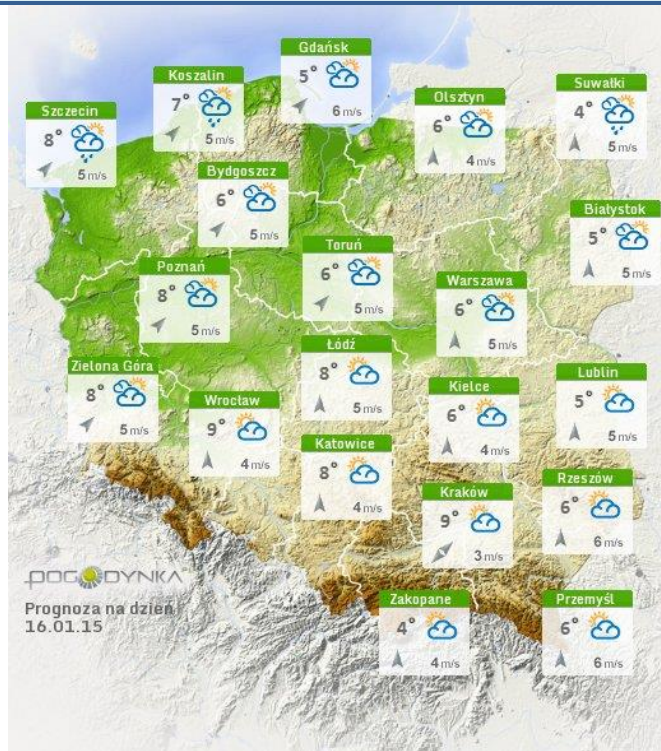 Gdańsk
5°
6 m/s
Koszalin
7°
5 m/s
Suwałki
4°
5 m/s
Olsztyn
6°
4 m/s
Szczecin
8°
5 m/s
Bydgoszcz
6°
5 m/s
Białystok
5°
5 m/s
Toruń
6°
5 m/s
Poznań
8°
5 m/s
Warszawa
6°
5 m/s
Łódź
8°
5 m/s
Zielona Góra
8°
5 m/s
Lublin
5°
5 m/s
Kielce
6°
4 m/s
Wrocław
9°
4 m/s
Katowice
8°
4 m/s
Rzeszów
6°
6 m/s
Kraków
9°
3 m/s
POGODYNKA
Prognoza na dzień
16.01.15
Zakopane
4°
4 m/s
Przemyśl
6°
6 m/s